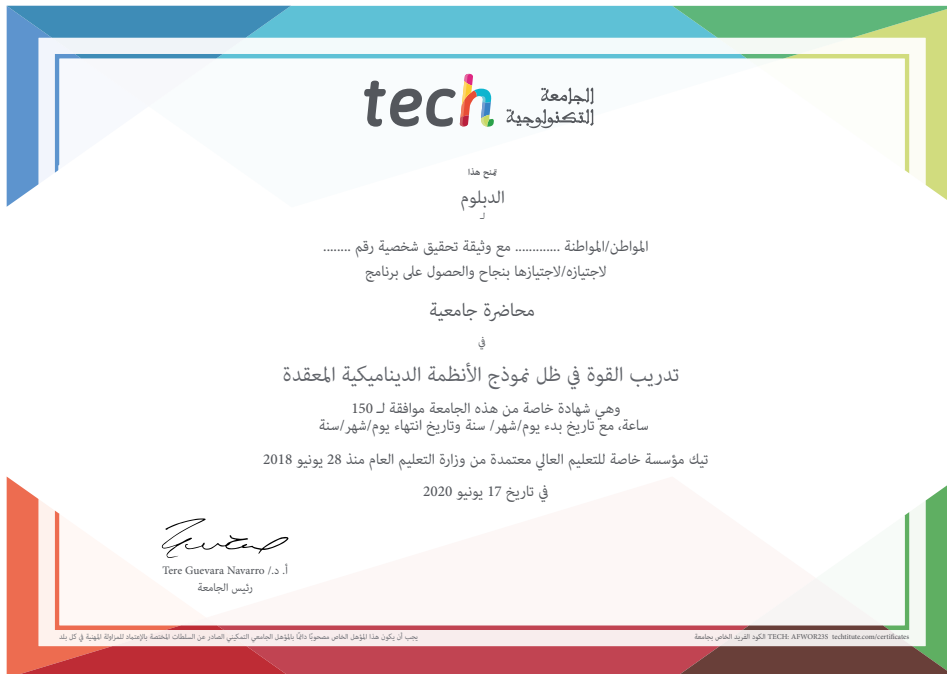 tech الجامعة
التكنولوجية
تمنح هذا
الدبلوم
لـ
المواطن/المواطنة ............. مع وثيقة تحقيق شخصية رقم ........
لاجتيازه/لاجتيازها بنجاح والحصول على برنامج
محاضرة جامعية
في
تدريب القوة في ظل نموذج الأنظمة الديناميكية المعقدة
وهي شهادة خاصة من هذه الجامعة موافقة لـ 150
ساعة، مع تاريخ بدء يوم/شهر/ سنة وتاريخ انتهاء يوم/شهر/سنة
تيك مؤسسة خاصة للتعليم العالي معتمدة من وزارة التعليم العام منذ 28 يونيو 2018
في تاريخ 17 يونيو 2020
أ. د./ Tere Guevara Navarro
رئيس الجامعة
يجب أن يكون هذا المؤهل الخاص مصحوبًا دائمًا بالمؤهل الجامعي التمكيني الصادر عن السلطات المختصة بالإعتماد للمزاولة المهنية في كل بلد
الكود الفريد الخاص بجامعة TECH: AFWOR23S techtitute.com/certificates